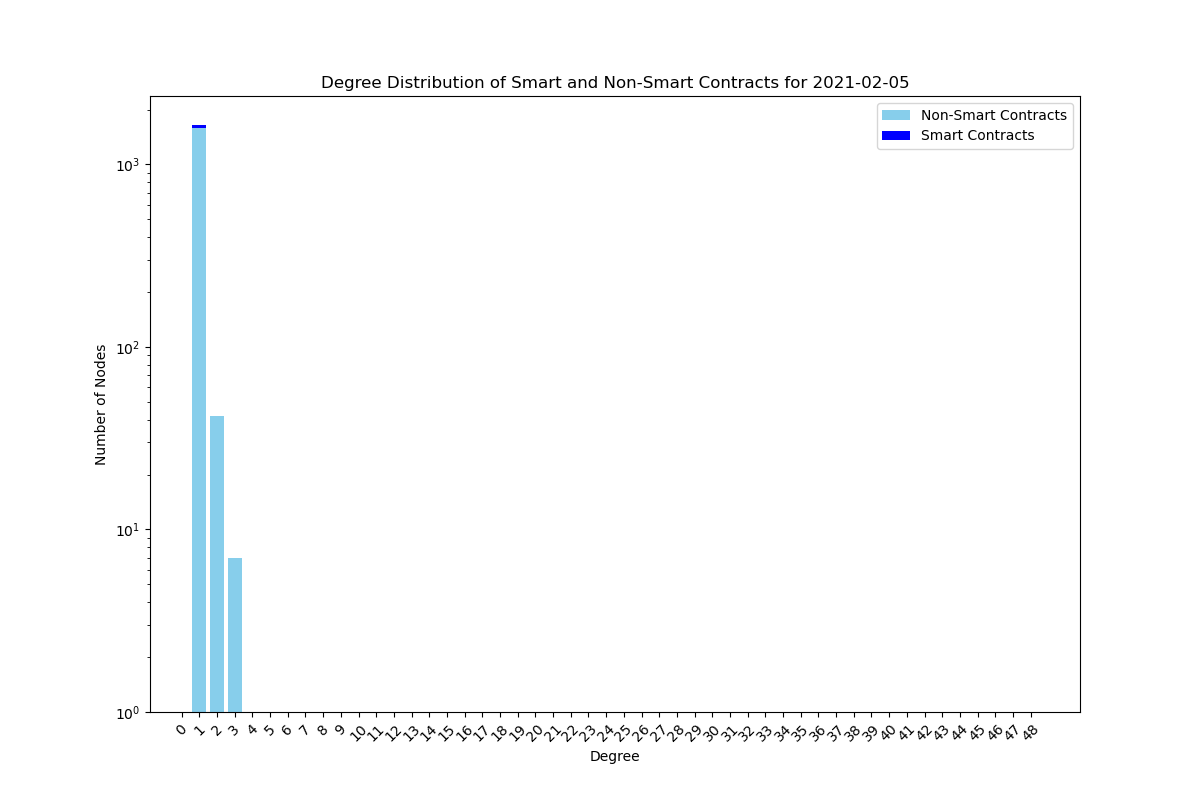 Degree Distribution of Smart and Non-Smart Contracts for 2021-02-05
Non-Smart Contracts
Smart Contracts
Number of Nodes
10³
10²
10¹
10⁰
0 1 2 3 4 5 6 7 8 9 10 11 12 13 14 15 16 17 18 19 20 21 22 23 24 25 26 27 28 29 30 31 32 33 34 35 36 37 38 39 40 41 42 43 44 45 46 47 48
Degree